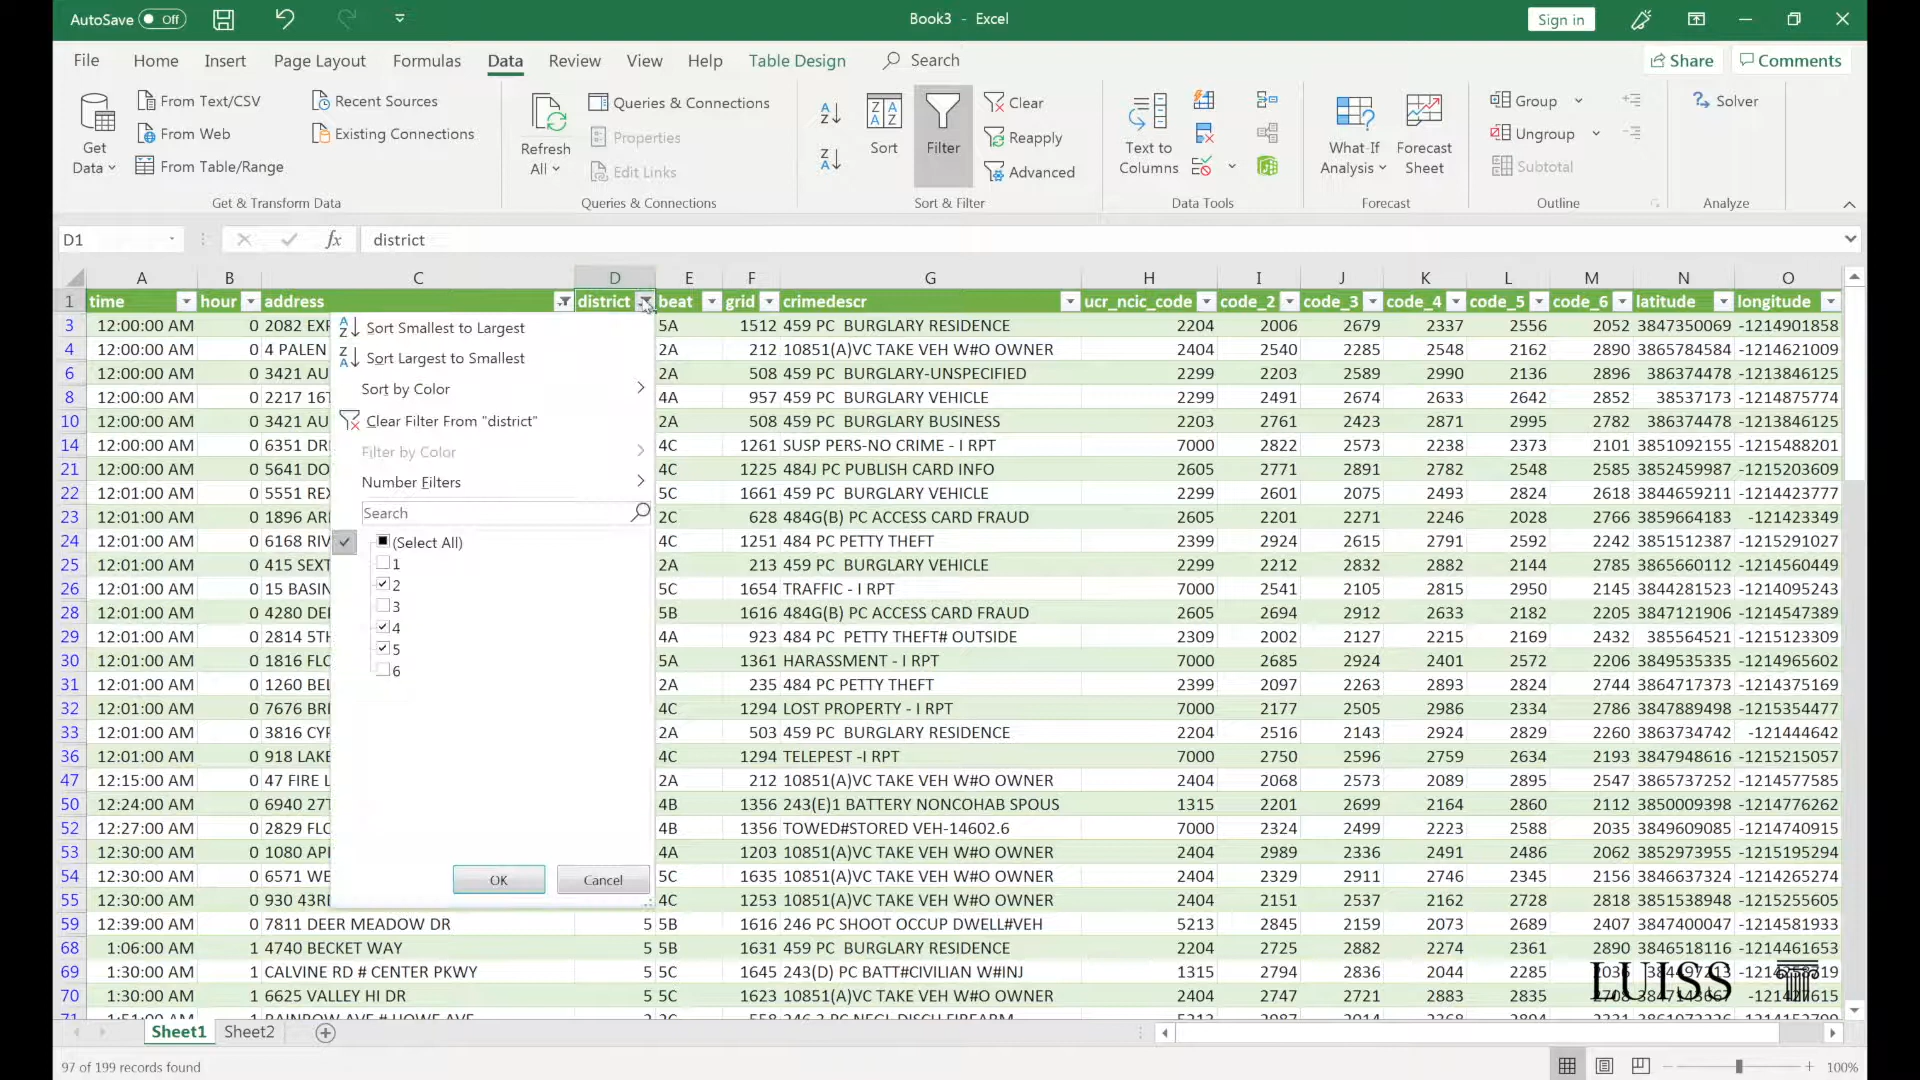 AutoSave Off
Book3 - Excel
Sign in
File Home Insert Page Layout Formulas Data Review View Help Table Design Search
Share Comments
Get Data
From Text/CSV
From Web
From Table/Range
Recent Sources
Existing Connections
Get & Transform Data
Refresh All
Queries & Connections
Properties
Edit Links
Queries & Connections
Sort
Filter
Clear
Reapply
Advanced
Sort & Filter
Text to Columns
Data Tools
What-If Analysis
Forecast Sheet
Forecast
Group
Ungroup
Subtotal
Outline
Solver
Analyze
D1 fx district
A B C D E F G H I J K L M N O
1 time hour address district beat grid crimedescr ucr_ncic_code code_2 code_3 code_4 code_5 code_6 latitude longitude
3 12:00:00 AM 0 2082 EXF 5A 1512 459 PC BURGLARY RESIDENCE 2204 2006 2679 2337 2556 2052 3847350069 -1214901858
4 12:00:00 AM 0 4 PALEN 2A 212 10851(A)VC TAKE VEH W#O OWNER 2404 2540 2285 2548 2162 2890 3865784584 -1214621009
6 12:00:00 AM 0 3421 AU 2A 508 459 PC BURGLARY-UNSPECIFIED 2299 2203 2589 2990 2136 2896 386374478 -1213846125
8 12:00:00 AM 0 2217 16T 4A 957 459 PC BURGLARY VEHICLE 2299 2491 2674 2633 2642 2852 38537173 -1214875774
10 12:00:00 AM 0 3421 AU 2A 508 459 PC BURGLARY BUSINESS 2203 2761 2423 2871 2995 2782 386374478 -1213846125
14 12:00:00 AM 0 6351 DR 4C 1261 SUSP PERS-NO CRIME - I RPT 7000 2822 2573 2238 2373 2101 3851092155 -1215488201
21 12:00:00 AM 0 5641 DO 4C 1225 484J PC PUBLISH CARD INFO 2605 2771 2891 2782 2548 2585 3852459987 -1215203609
22 12:01:00 AM 0 5551 REX 5C 1661 459 PC BURGLARY VEHICLE 2299 2601 2075 2493 2824 2618 3844659211 -1214423777
23 12:01:00 AM 0 1896 ARI 2C 628 484G(B) PC ACCESS CARD FRAUD 2605 2201 2271 2246 2028 2766 3859664183 -121423349
24 12:01:00 AM 0 6168 RIV 4C 1251 484 PC PETTY THEFT 2399 2924 2615 2791 2592 2242 3851512387 -1215291027
25 12:01:00 AM 0 415 SEXT 2A 213 459 PC BURGLARY VEHICLE 2299 2212 2832 2882 2144 2785 3865660112 -1214560449
26 12:01:00 AM 0 15 BASIN 5C 1654 TRAFFIC - I RPT 7000 2541 2105 2815 2950 2145 3844281523 -1214095243
28 12:01:00 AM 0 4280 DEI 5B 1616 484G(B) PC ACCESS CARD FRAUD 2605 2694 2912 2633 2182 2205 3847121906 -1214547389
29 12:01:00 AM 0 2814 5TH 4A 923 484 PC PETTY THEFT# OUTSIDE 2309 2002 2127 2215 2169 2432 385564521 -1215123309
30 12:01:00 AM 0 1816 FLC 5A 1361 HARASSMENT - I RPT 7000 2685 2924 2401 2572 2206 3849535335 -1214965602
31 12:01:00 AM 0 1260 BEL 2A 235 484 PC PETTY THEFT 2399 2097 2263 2893 2824 2744 3864717373 -1214375169
32 12:01:00 AM 0 7676 BRI 4C 1294 LOST PROPERTY - I RPT 7000 2177 2505 2986 2334 2786 3847889498 -1215354477
33 12:01:00 AM 0 3816 CYF 2A 503 459 PC BURGLARY RESIDENCE 2204 2516 2143 2924 2829 2260 3863734742 -121444642
36 12:01:00 AM 0 918 LAKE 4C 1294 TELEPEST -I RPT 7000 2750 2596 2759 2634 2193 3847948616 -1215215057
47 12:15:00 AM 0 47 FIRE L 2A 212 10851(A)VC TAKE VEH W#O OWNER 2404 2068 2573 2089 2895 2547 3865737252 -1214577585
50 12:24:00 AM 0 6940 27T 4B 1356 243(E)1 BATTERY NONCOHAB SPOUS 1315 2201 2699 2164 2860 2112 3850009398 -1214776262
52 12:27:00 AM 0 2829 FLC 4B 1356 TOWED#STORED VEH-14602.6 7000 2324 2499 2223 2588 2035 3849609085 -1214740915
53 12:30:00 AM 0 1080 API 4A 1203 10851(A)VC TAKE VEH W#O OWNER 2404 2989 2336 2491 2486 2062 3852973955 -1215195294
54 12:30:00 AM 0 6571 WE 5C 1635 10851(A)VC TAKE VEH W#O OWNER 2404 2329 2911 2746 2345 2156 3846637324 -1214265274
55 12:30:00 AM 0 930 43RI 4C 1253 10851(A)VC TAKE VEH W#O OWNER 2404 2151 2537 2162 2728 2818 3851538948 -1215255605
59 12:39:00 AM 0 7811 DEER MEADOW DR 5 5B 1616 246 PC SHOOT OCCUP DWELL#VEH 5213 2845 2159 2073 2689 2407 3847400047 -1214581933
68 1:06:00 AM 1 4740 BECKET WAY 5 5B 1631 459 PC BURGLARY RESIDENCE 2204 2725 2882 2274 2361 2890 3846518116 -1214461653
69 1:30:00 AM 1 CALVINE RD # CENTER PKWY 5 5C 1645 243(D) PC BATT#CIVILIAN W#INJ 1315 2794 2836 2044 2285
70 1:30:00 AM 1 6625 VALLEY HI DR 5 5C 1623 10851(A)VC TAKE VEH W#O OWNER 2404 2747 2721 2883 2835
Sort Smallest to Largest
Sort Largest to Smallest
Sort by Color
Clear Filter From "district"
Filter by Color
Number Filters
Search
(Select All)
1
2
3
4
5
6
OK Cancel
LUISS
Sheet1 Sheet2
97 of 199 records found
100%